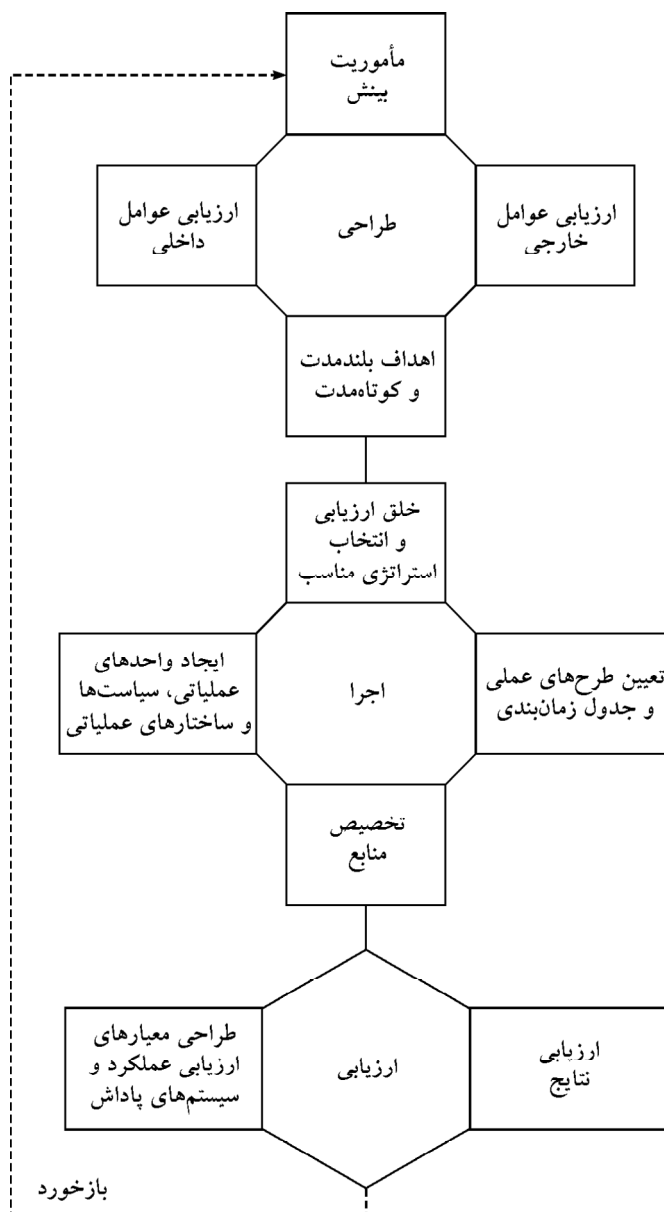 مأموریت
بینش
ارزیابی عوامل
خارجی
طراحی
ارزیابی عوامل
داخلی
اهداف بلندمدت
و کوتاه‌مدت
خلق ارزیابی
و انتخاب
استراتژی مناسب
تعیین طرح‌های عملی
و جدول زمان‌بندی
اجرا
ایجاد واحدهای
عملیاتی، سیاست‌ها
و ساختارهای عملیاتی
تخصیص
منابع
ارزیابی
نتایج
ارزیابی
طراحی معیارهای
ارزیابی عملکرد و
سیستم‌های پاداش
بازخورد